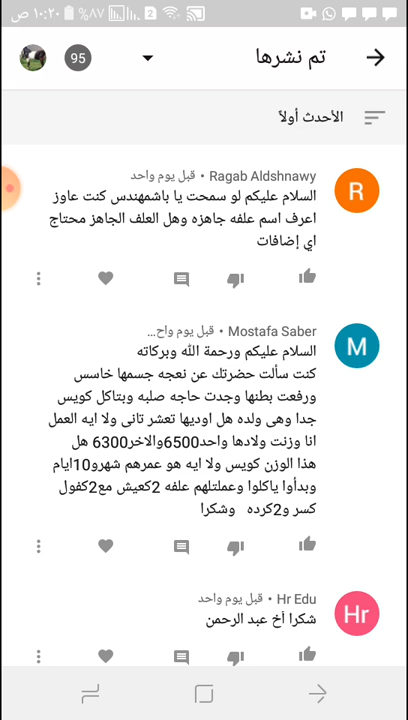 ١٠:٢٠ ص ٨٧% 2
تم نشرها 95
الأحدث أولاً
Ragab Aldshnawy • قبل يوم واحد
السلام عليكم لو سمحت يا باشمهندس كنت عاوز
اعرف اسم علفه جاهزه وهل العلف الجاهز محتاج
اي إضافات
R
Mostafa Saber • قبل يوم واح...
السلام عليكم ورحمة الله وبركاته
كنت سألت حضرتك عن نعجه جسمها خاسس
ورفعت بطنها وجدت حاجه صلبه وبتاكل كويس
جدا وهى ولده هل اوديها تعشر تانى ولا ايه العمل
انا وزنت ولادها واحد6500والاخر6300 هل
هذا الوزن كويس ولا ايه هو عمرهم شهرو10ايام
وبدأوا ياكلوا وعملتلهم علفه 2كعيش مع2كفول
كسر و2كرده وشكرا
M
Hr Edu • قبل يوم واحد
شكرا أخ عبد الرحمن
Hr